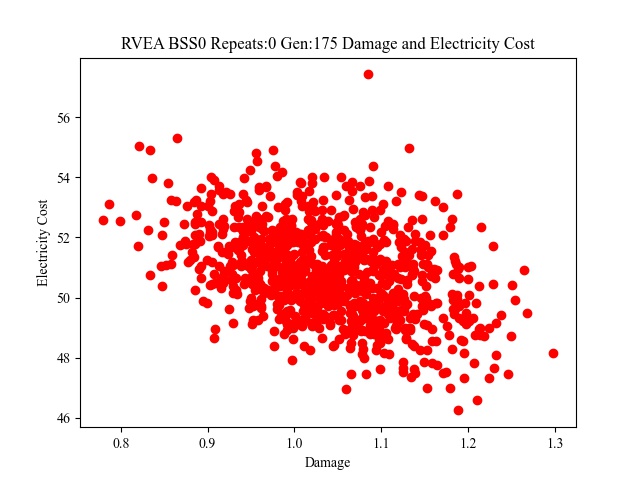 RVEA BSS0 Repeats:0 Gen:175 Damage and Electricity Cost
56
54
52
50
48
46
Electricity Cost
0.8 0.9 1.0 1.1 1.2 1.3
Damage